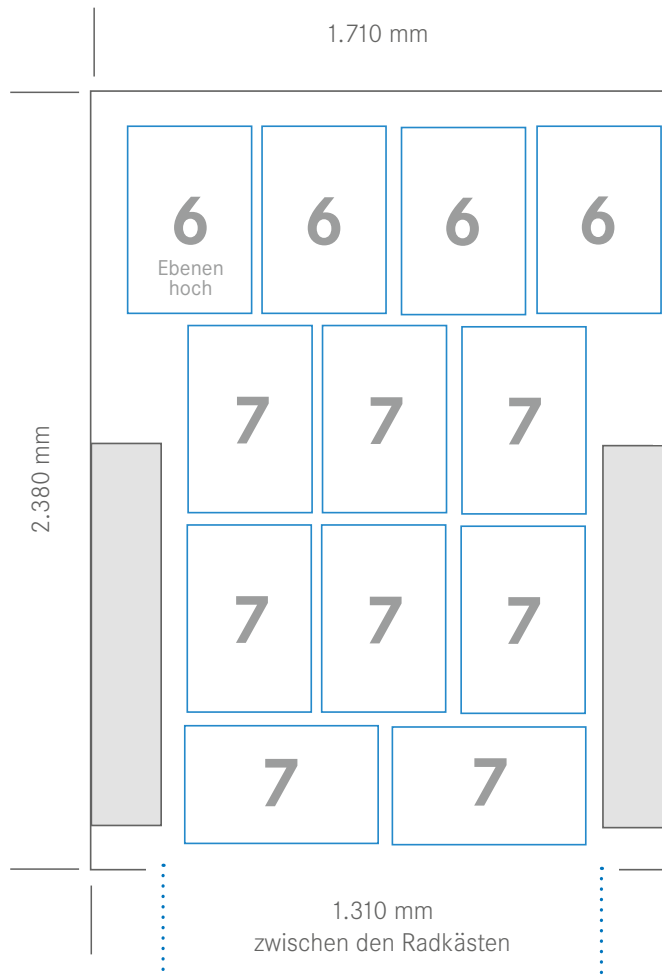 1.710 mm
6 6 6 6
Ebenen
hoch
7 7 7
2.380 mm
7 7 7
7 7
1.310 mm
zwischen den Radkästen